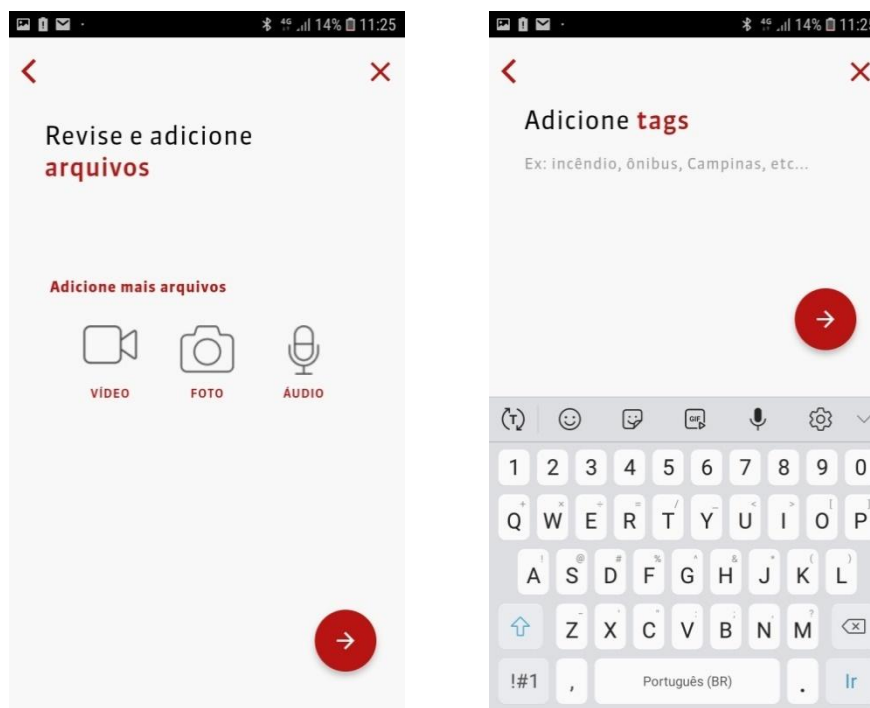 4G 14% 11:25
Revise e adicione
arquivos
Adicione mais arquivos
VÍDEO FOTO ÁUDIO
4G 14% 11:25
Adicione tags
Ex: incêndio, ônibus, Campinas, etc...
T GIF
1 2 3 4 5 6 7 8 9 0
Q W E R T Y U I O P
A S D F G H J K L
Z X C V B N M
!#1 , Português (BR) . Ir